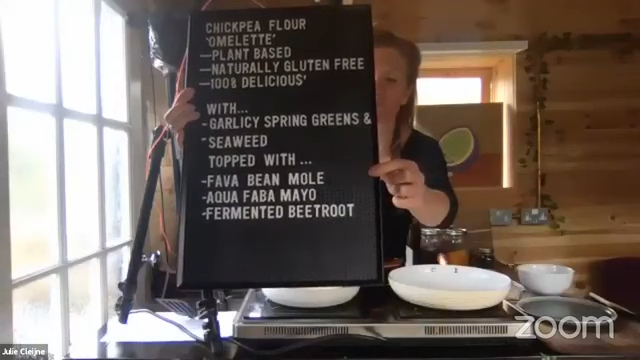 CHICKPEA FLOUR
'OMELETTE'
-PLANT BASED
-NATURALLY GLUTEN FREE
-100% DELICIOUS'
WITH...
-GARLICY SPRING GREENS &
-SEAWEED
TOPPED WITH ...
-FAVA BEAN MOLE
-AQUA FABA MAYO
-FERMENTED BEETROOT
Julie Cleijne
zoom